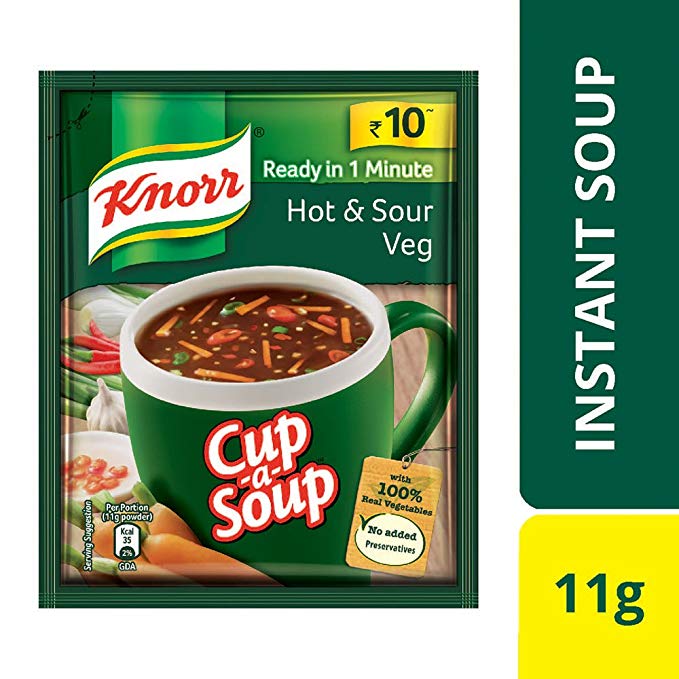 Knorr
®
₹10~
Ready in 1 Minute
Hot & Sour
Veg
Cup
-a-
Soup™
with
100%
Real Vegetables
No added
Preservatives
Serving Suggestion
Per Portion
(11g powder)
Kcal
35
2%
GDA
INSTANT SOUP
11g